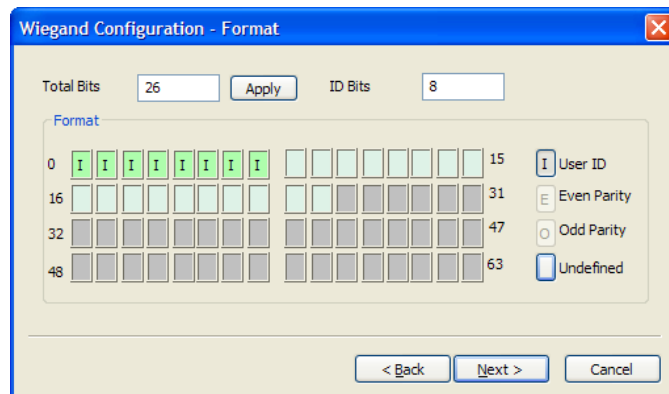 Wiegand Configuration - Format
Total Bits 26 Apply ID Bits 8
Format
0 I I I I I I I I 15 I User ID
16 31 E Even Parity
32 47 O Odd Parity
48 63 Undefined
< Back Next > Cancel